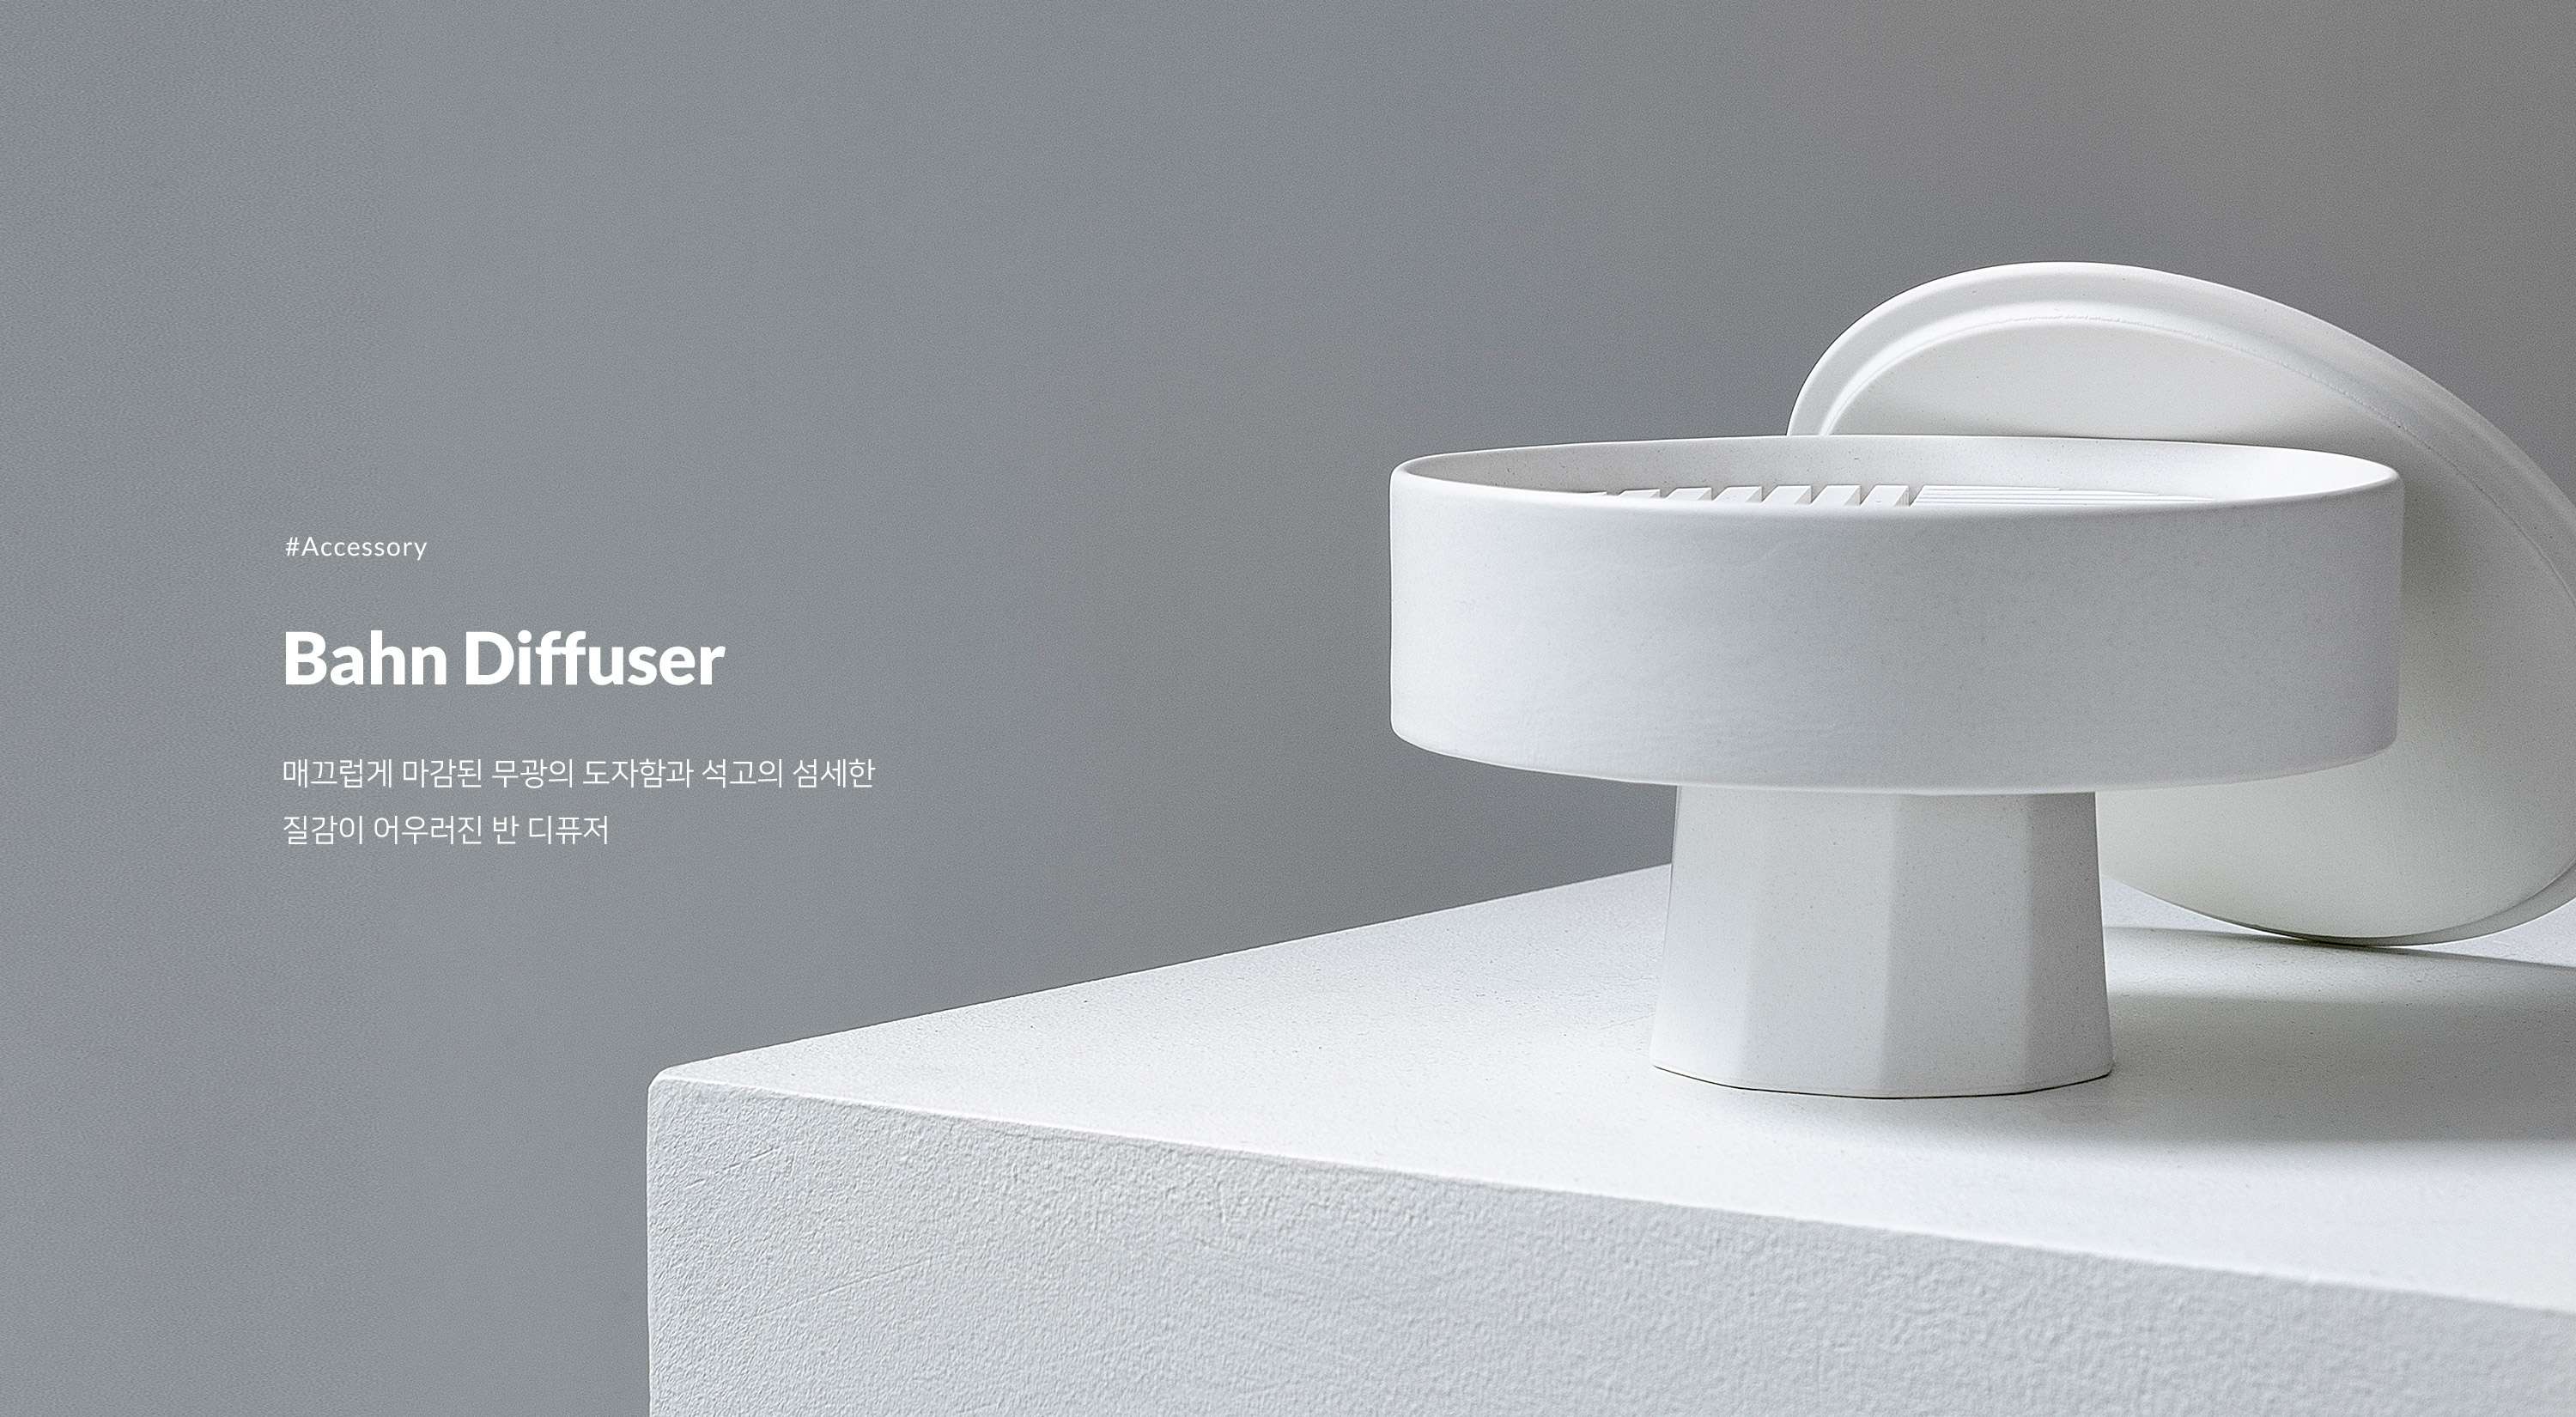 #Accessory
Bahn Diffuser
매끄럽게 마감된 무광의 도자함과 석고의 섬세한
질감이 어우러진 반 디퓨저